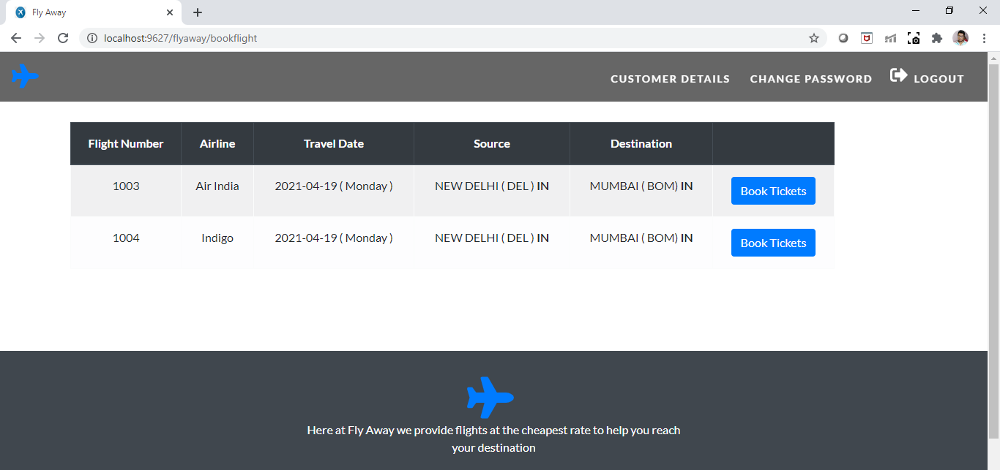 Fly Away
localhost:9627/flyaway/bookflight
CUSTOMER DETAILS CHANGE PASSWORD LOGOUT
Flight Number Airline Travel Date Source Destination
1003 Air India 2021-04-19 ( Monday ) NEW DELHI ( DEL ) IN MUMBAI ( BOM) IN Book Tickets
1004 Indigo 2021-04-19 ( Monday ) NEW DELHI ( DEL ) IN MUMBAI ( BOM) IN Book Tickets
Here at Fly Away we provide flights at the cheapest rate to help you reach
your destination